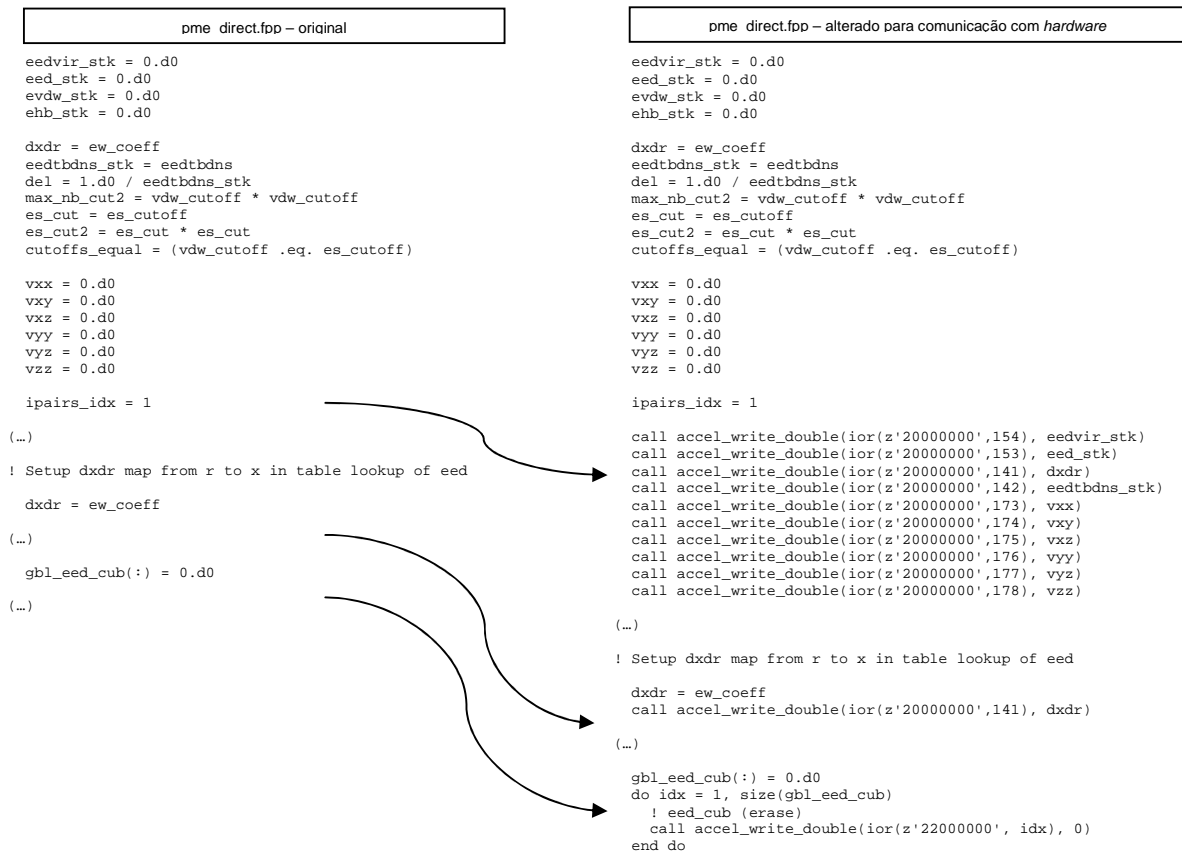 pme_direct.fpp – original
eedvir_stk = 0.d0
eed_stk = 0.d0
evdw_stk = 0.d0
ehb_stk = 0.d0
dxdr = ew_coeff
eedtbdns_stk = eedtbdns
del = 1.d0 / eedtbdns_stk
max_nb_cut2 = vdw_cutoff * vdw_cutoff
es_cut = es_cutoff
es_cut2 = es_cut * es_cut
cutoffs_equal = (vdw_cutoff .eq. es_cutoff)
vxx = 0.d0
vxy = 0.d0
vxz = 0.d0
vyy = 0.d0
vyz = 0.d0
vzz = 0.d0
ipairs_idx = 1
(…)
! Setup dxdr map from r to x in table lookup of eed
dxdr = ew_coeff
(…)
gbl_eed_cub(:) = 0.d0
(…)
pme_direct.fpp – alterado para comunicação com hardware
eedvir_stk = 0.d0
eed_stk = 0.d0
evdw_stk = 0.d0
ehb_stk = 0.d0
dxdr = ew_coeff
eedtbdns_stk = eedtbdns
del = 1.d0 / eedtbdns_stk
max_nb_cut2 = vdw_cutoff * vdw_cutoff
es_cut = es_cutoff
es_cut2 = es_cut * es_cut
cutoffs_equal = (vdw_cutoff .eq. es_cutoff)
vxx = 0.d0
vxy = 0.d0
vxz = 0.d0
vyy = 0.d0
vyz = 0.d0
vzz = 0.d0
ipairs_idx = 1
call accel_write_double(ior(z'20000000',154), eedvir_stk)
call accel_write_double(ior(z'20000000',153), eed_stk)
call accel_write_double(ior(z'20000000',141), dxdr)
call accel_write_double(ior(z'20000000',142), eedtbdns_stk)
call accel_write_double(ior(z'20000000',173), vxx)
call accel_write_double(ior(z'20000000',174), vxy)
call accel_write_double(ior(z'20000000',175), vxz)
call accel_write_double(ior(z'20000000',176), vyy)
call accel_write_double(ior(z'20000000',177), vyz)
call accel_write_double(ior(z'20000000',178), vzz)
(…)
! Setup dxdr map from r to x in table lookup of eed
dxdr = ew_coeff
call accel_write_double(ior(z'20000000',141), dxdr)
(…)
gbl_eed_cub(:) = 0.d0
do idx = 1, size(gbl_eed_cub)
! eed_cub (erase)
call accel_write_double(ior(z'22000000', idx), 0)
end do